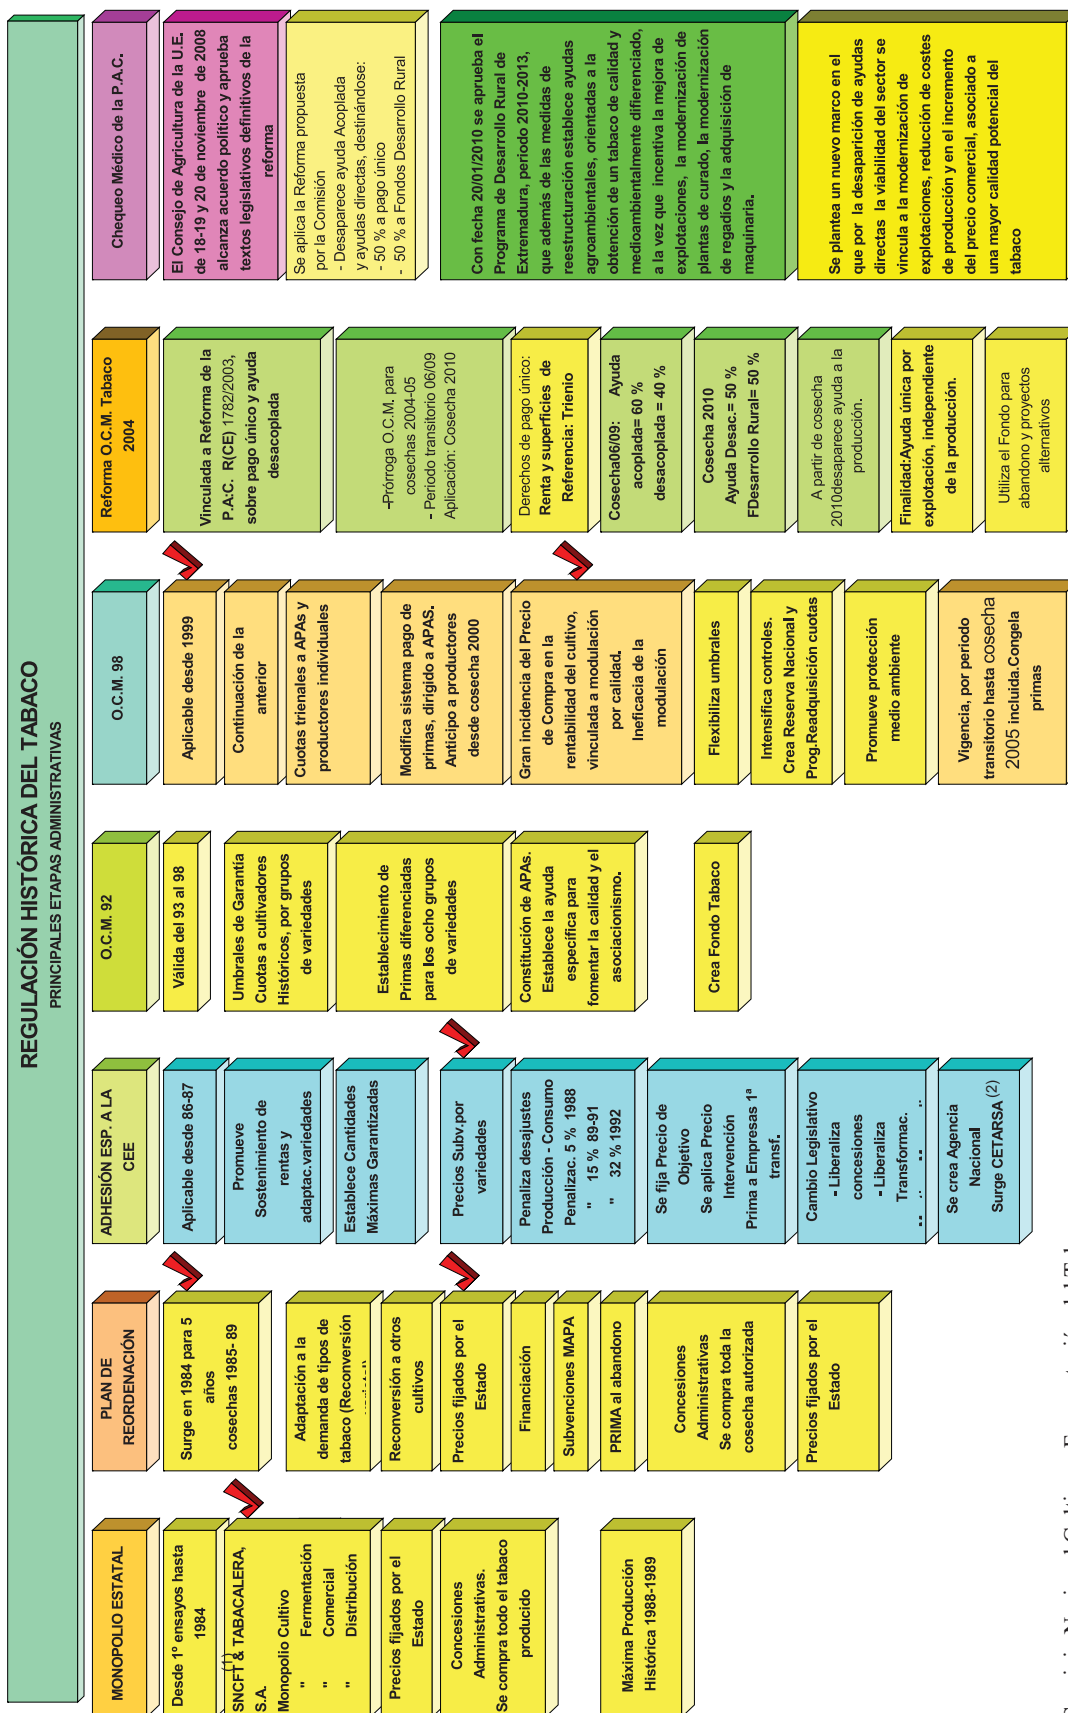 REGULACIÓN HISTÓRICA DEL TABACO
PRINCIPALES ETAPAS ADMINISTRATIVAS
MONOPOLIO ESTATAL
Desde 1º ensayos hasta
1984
(1)
SNCFT & TABACALERA,
S.A.
Monopolio Cultivo
" Fermentación
" Comercial
" Distribución
Precios fijados por el
Estado
Concesiones
Administrativas.
Se compra todo el tabaco
producido
Máxima Producción
Histórica 1988-1989
PLAN DE
REORDENACIÓN
Surge en 1984 para 5
años
cosechas 1985- 89
Adaptación a la
demanda de tipos de
tabaco (Reconversión
Reconversión a otros
cultivos
Precios fijados por el
Estado
Financiación
Subvenciones MAPA
PRIMA al abandono
Concesiones
Administrativas
Se compra toda la
cosecha autorizada
Precios fijados por el
Estado
ADHESIÓN ESP. A LA
CEE
Aplicable desde 86-87
Promueve
Sostenimiento de
rentas y
adaptac.variedades
Establece Cantidades
Máximas Garantizadas
Precios Subv.por
variedades
Penaliza desajustes
Producción - Consumo
Penalizac. 5 % 1988
" 15 % 89-91
" 32 % 1992
Se fija Precio de
Objetivo
Se aplica Precio
Intervención
Prima a Empresas 1ª
transf.
Cambio Legislativo
- Liberaliza
concesiones
- Liberaliza
Transformac.
Se crea Agencia
Nacional
Surge CETARSA (2)
O.C.M. 92
Válida del 93 al 98
Umbrales de Garantía
Cuotas a cultivadores
Históricos, por grupos
de variedades
Establecimiento de
Primas diferenciadas
para los ocho grupos
de variedades
Constitución de APAs.
Establece la ayuda
específica para
fomentar la calidad y el
asociacionismo.
Crea Fondo Tabaco
O.C.M. 98
Aplicable desde 1999
Continuación de la
anterior
Cuotas trienales a APAs y
productores individuales
Modifica sistema pago de
primas, dirigido a APAS.
Anticipo a productores
desde cosecha 2000
Gran incidencia del Precio
de Compra en la
rentabilidad del cultivo,
vinculada a modulación
por calidad.
Ineficacia de la
modulación
Flexibiliza umbrales
Intensifica controles.
Crea Reserva Nacional y
Prog.Readquisición cuotas
Promueve protección
medio ambiente
Vigencia, por periodo
transitorio hasta cosecha
2005 incluida.Congela
primas
Reforma O.C.M. Tabaco
2004
Vinculada a Reforma de la
P.A:C. R(CE) 1782/2003,
sobre pago único y ayuda
desacoplada
-Prórroga O.C.M. para
cosechas 2004-05
- Periodo transitorio 06/09
Aplicación: Cosecha 2010
Derechos de pago único:
Renta y superficies de
Referencia: Trienio
Cosecha06/09: Ayuda
acoplada= 60 %
desacoplada = 40 %
Cosecha 2010
Ayuda Desac.= 50 %
FDesarrollo Rural= 50 %
A partir de cosecha
2010desaparece ayuda a la
producción.
Finalidad:Ayuda única por
explotación, independiente
de la producción.
Utiliza el Fondo para
abandono y proyectos
alternativos
Chequeo Médico de la P.A.C.
El Consejo de Agricultura de la U.E.
de 18-19 y 20 de noviembre de 2008
alcanza acuerdo político y aprueba
textos legislativos definitivos de la
reforma
Se aplica la Reforma propuesta
por la Comisión
- Desaparece ayuda Acoplada
y ayudas directas, destinándose:
- 50 % a pago único
- 50 % a Fondos Desarrollo Rural
Con fecha 20/01/2010 se aprueba el
Programa de Desarrollo Rural de
Extremadura, periodo 2010-2013,
que además de las medidas de
reestructuración establece ayudas
agroambientales, orientadas a la
obtención de un tabaco de calidad y
medioambientalmente diferenciado,
a la vez que incentiva la mejora de
explotaciones, la modernización de
plantas de curado, la modernización
de regadíos y la adquisición de
maquinaria.
Se plantea un nuevo marco en el
que por la desaparición de ayudas
directas la viabilidad del sector se
vincula a la modernización de
explotaciones, reducción de costes
de producción y en el incremento
del precio comercial, asociado a
una mayor calidad potencial del
tabaco